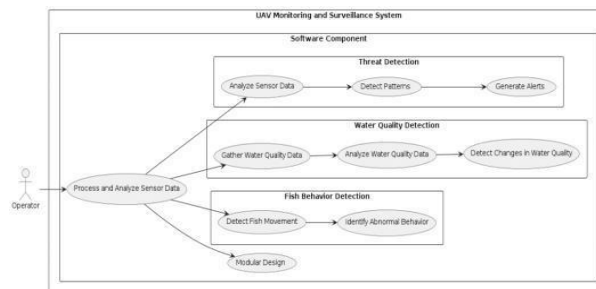 UAV Monitoring and Surveillance System
Software Component
Threat Detection
Analyze Sensor Data
Detect Patterns
Generate Alerts
Water Quality Detection
Gather Water Quality Data
Analyze Water Quality Data
Detect Changes in Water Quality
Operator
Process and Analyze Sensor Data
Fish Behavior Detection
Detect Fish Movement
Identify Abnormal Behavior
Modular Design